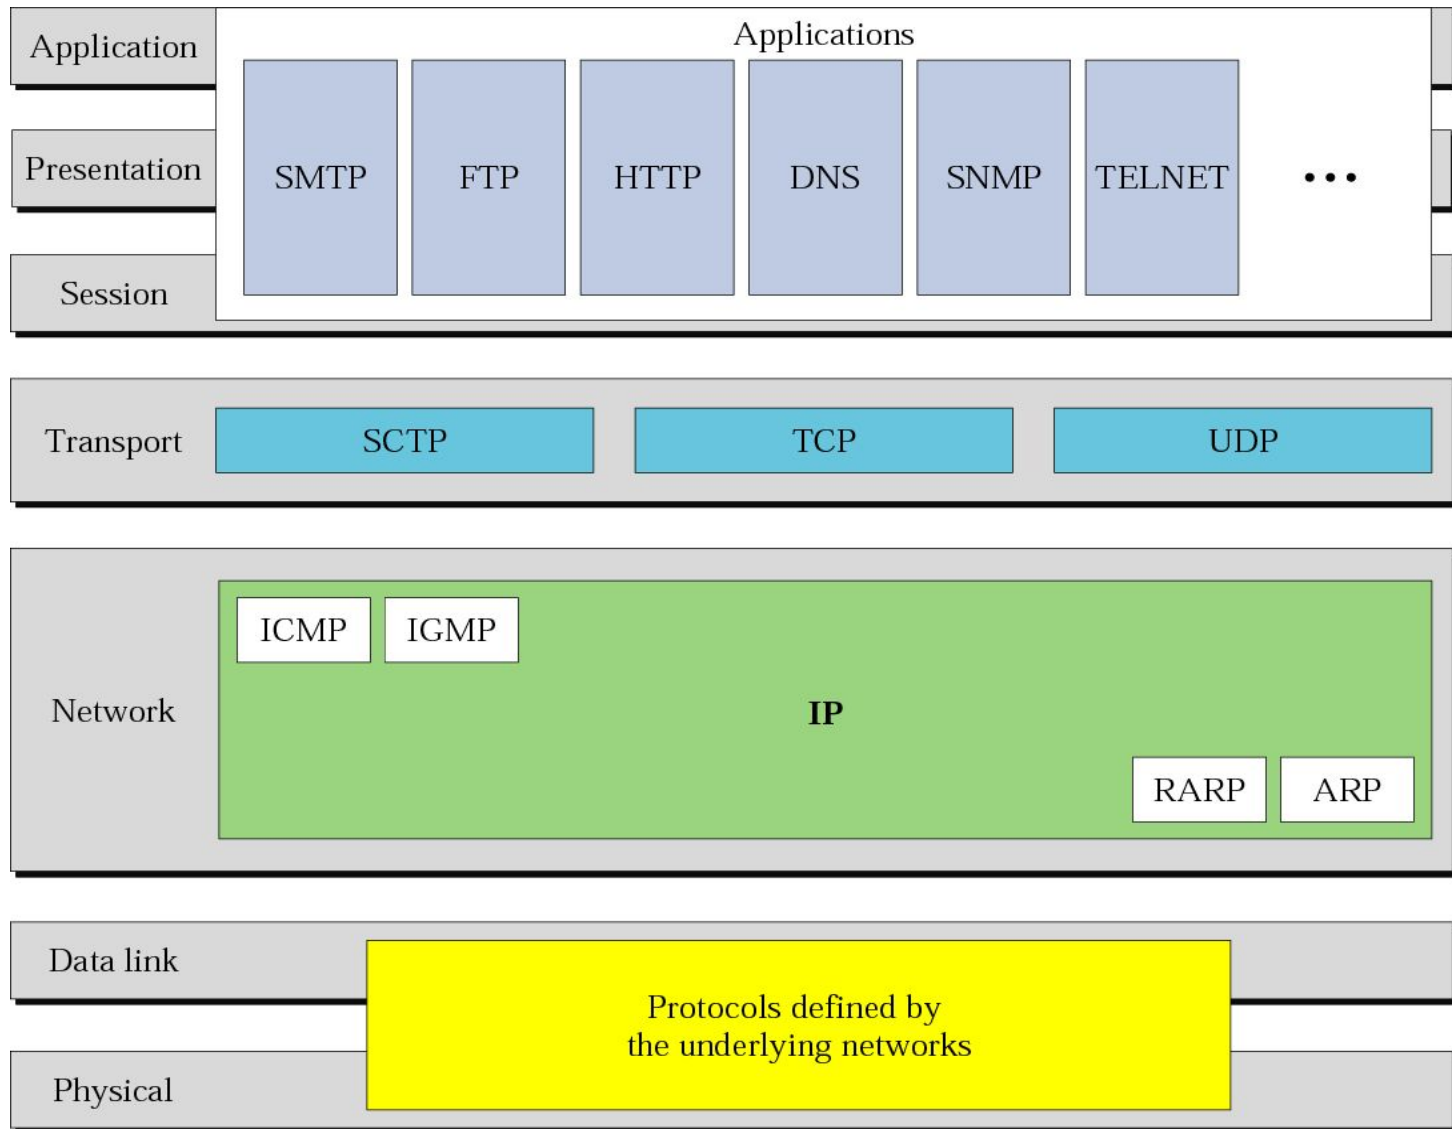 Application
Applications
Presentation
SMTP
FTP
HTTP
DNS
SNMP
TELNET
...
Session
Transport
SCTP
TCP
UDP
Network
ICMP
IGMP
IP
RARP
ARP
Data link
Protocols defined by
the underlying networks
Physical